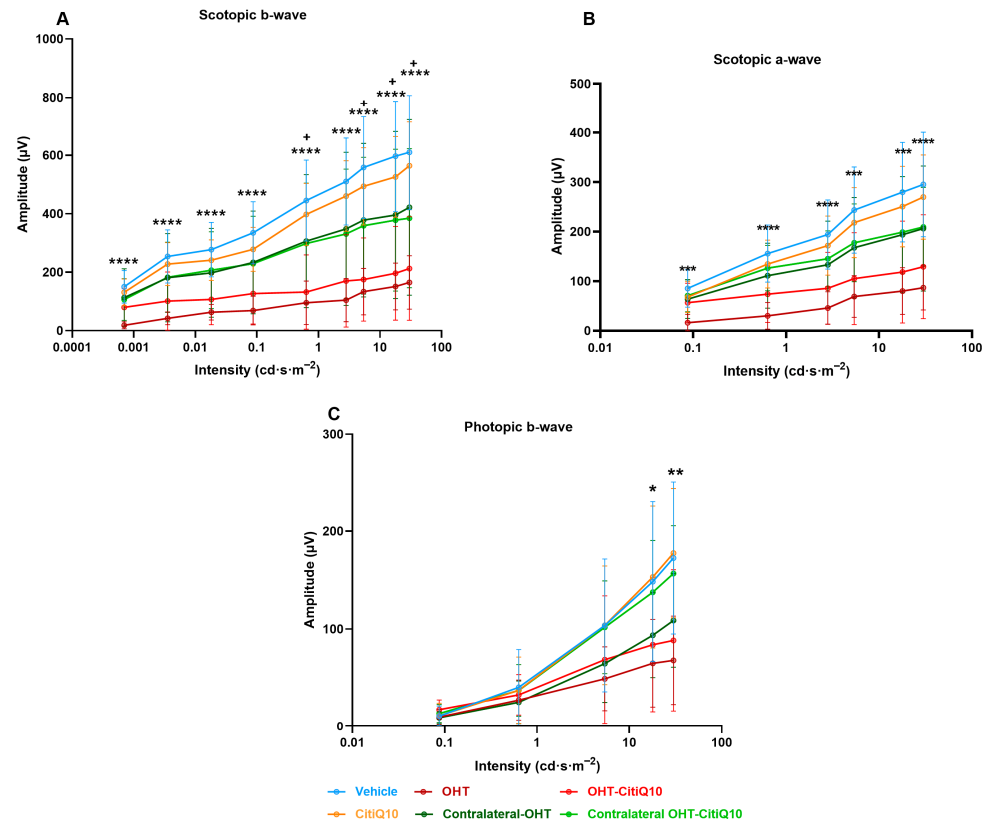 A
Scotopic b-wave
1000
800
600
400
200
0
Amplitude (µV)
**** **** **** **** + **** **** + **** + **** + ****
0.0001 0.001 0.01 0.1 1 10 100
Intensity (cd·s·m−2)
B
Scotopic a-wave
500
400
300
200
100
0
Amplitude (µV)
*** **** **** *** *** ****
0.01 0.1 1 10 100
Intensity (cd·s·m−2)
C
Photopic b-wave
300
200
100
0
Amplitude (µV)
* **
0.01 0.1 1 10 100
Intensity (cd·s·m−2)
Vehicle OHT OHT-CitiQ10
CitiQ10 Contralateral-OHT Contralateral OHT-CitiQ10